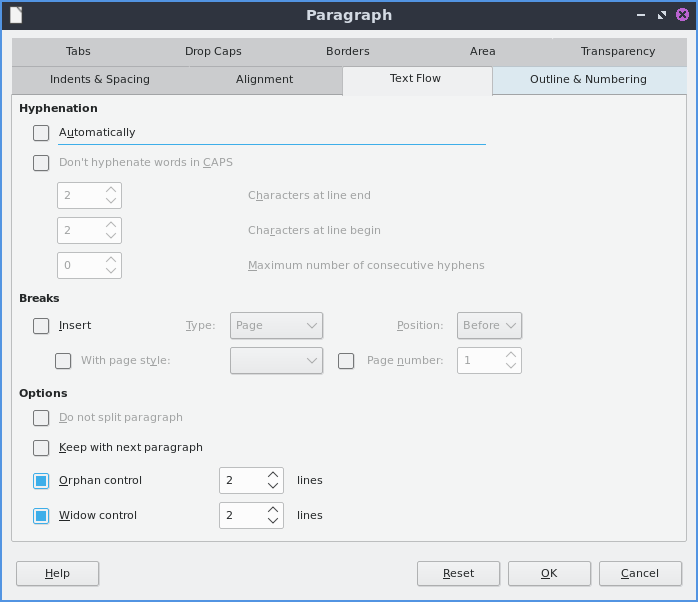 Paragraph
Tabs Drop Caps Borders Area Transparency
Indents & Spacing Alignment Text Flow Outline & Numbering
Hyphenation
Automatically
Don't hyphenate words in CAPS
2 Characters at line end
2 Characters at line begin
0 Maximum number of consecutive hyphens
Breaks
Insert Type: Page Position: Before
With page style: Page number: 1
Options
Do not split paragraph
Keep with next paragraph
Orphan control 2 lines
Widow control 2 lines
Help Reset OK Cancel